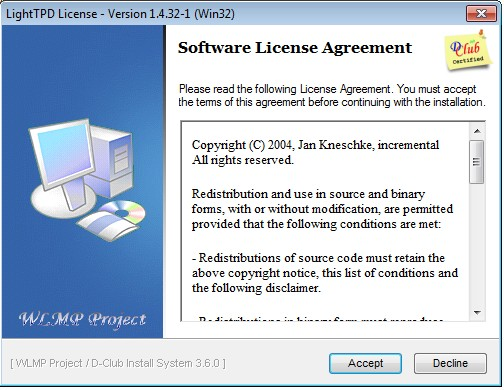 LightTPD License - Version 1.4.32-1 (Win32)
Software License Agreement
D-Club
Certified
Please read the following License Agreement. You must accept
the terms of this agreement before continuing with the installation.
Copyright (C) 2004, Jan Kneschke, incremental
All rights reserved.
Redistribution and use in source and binary
forms, with or without modification, are permitted
provided that the following conditions are met:
- Redistributions of source code must retain the
above copyright notice, this list of conditions and
the following disclaimer.
- Redistributions in binary form must reproduce
WLMP Project
[ WLMP Project / D-Club Install System 3.6.0 ]
Accept
Decline